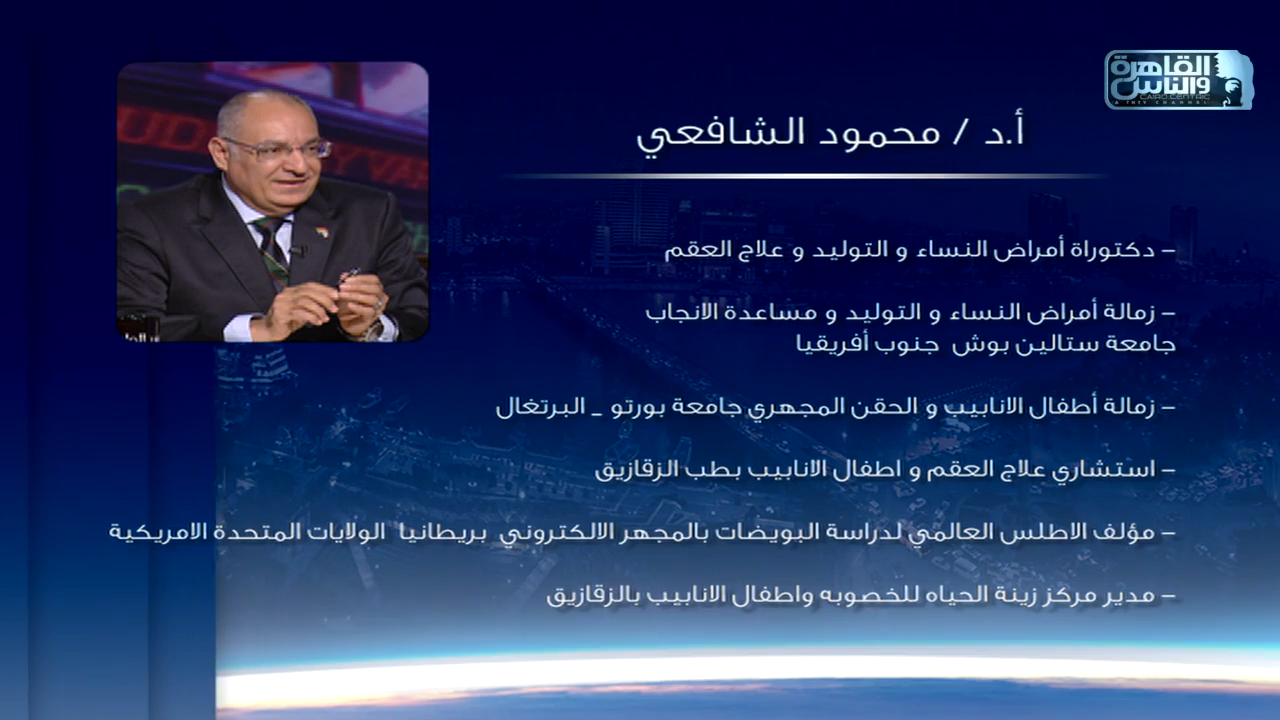 القاهرة
والناس
CAIRO CENTRIC
أ.د / محمود الشافعي
– دكتوراة أمراض النساء و التوليد و علاج العقم
– زمالة أمراض النساء و التوليد و مساعدة الانجاب
جامعة ستالين بوش جنوب أفريقيا
– زمالة أطفال الانابيب و الحقن المجهري جامعة بورتو _ البرتغال
– استشاري علاج العقم و اطفال الانابيب بطب الزقازيق
– مؤلف الاطلس العالمي لدراسة البويضات بالمجهر الالكتروني بريطانيا الولايات المتحدة الامريكية
– مدير مركز زينة الحياه للخصوبه واطفال الانابيب بالزقازيق